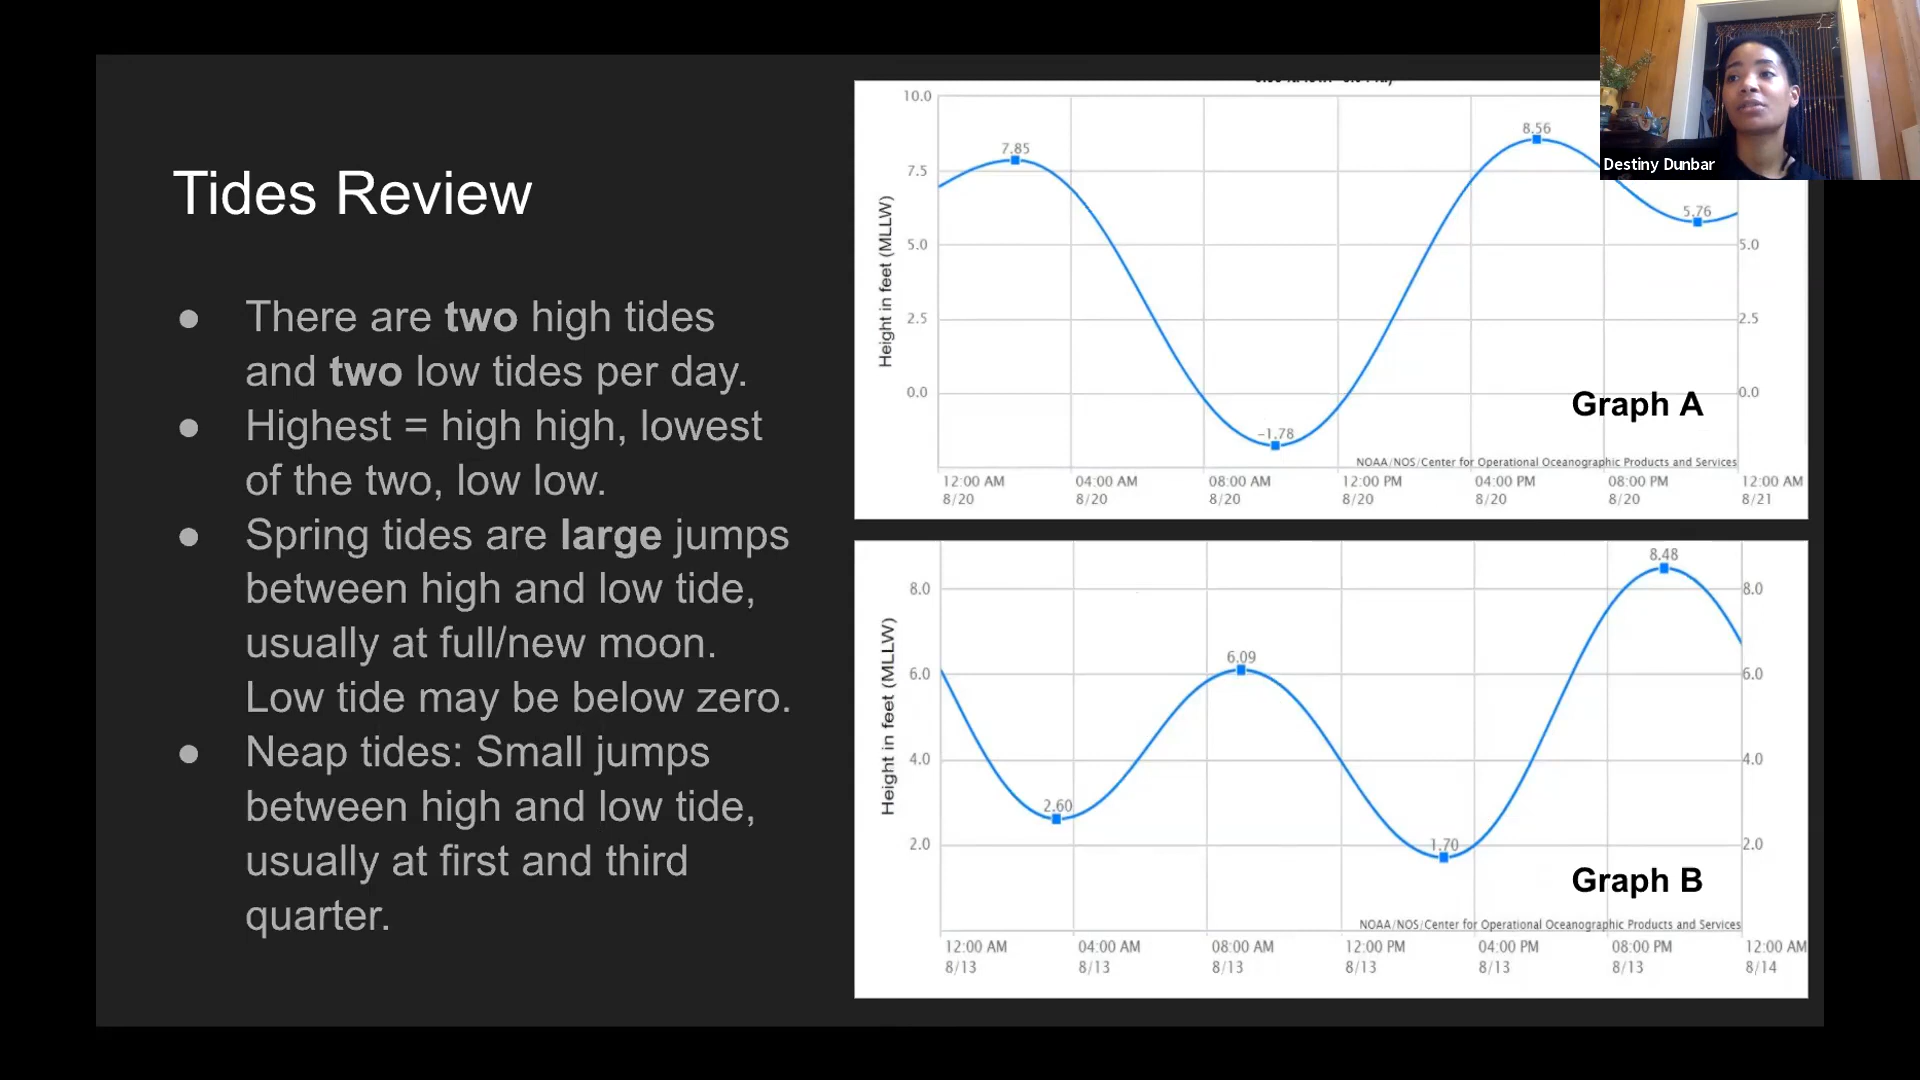 Tides Review
● There are two high tides
and two low tides per day.
● Highest = high high, lowest
of the two, low low.
● Spring tides are large jumps
between high and low tide,
usually at full/new moon.
Low tide may be below zero.
● Neap tides: Small jumps
between high and low tide,
usually at first and third
quarter.
Destiny Dunbar
Height in feet (MLLW)
10.0
7.5
5.0
2.5
0.0
7.85
-1.78
8.56
5.76
5.0
2.5
0.0
Graph A
NOAA/NOS/Center for Operational Oceanographic Products and Services
12:00 AM 04:00 AM 08:00 AM 12:00 PM 04:00 PM 08:00 PM 12:00 AM
8/20 8/20 8/20 8/20 8/20 8/20 8/21
Height in feet (MLLW)
8.0
6.0
4.0
2.0
2.60
6.09
1.70
8.48
8.0
6.0
4.0
2.0
Graph B
NOAA/NOS/Center for Operational Oceanographic Products and Services
12:00 AM 04:00 AM 08:00 AM 12:00 PM 04:00 PM 08:00 PM 12:00 AM
8/13 8/13 8/13 8/13 8/13 8/13 8/14